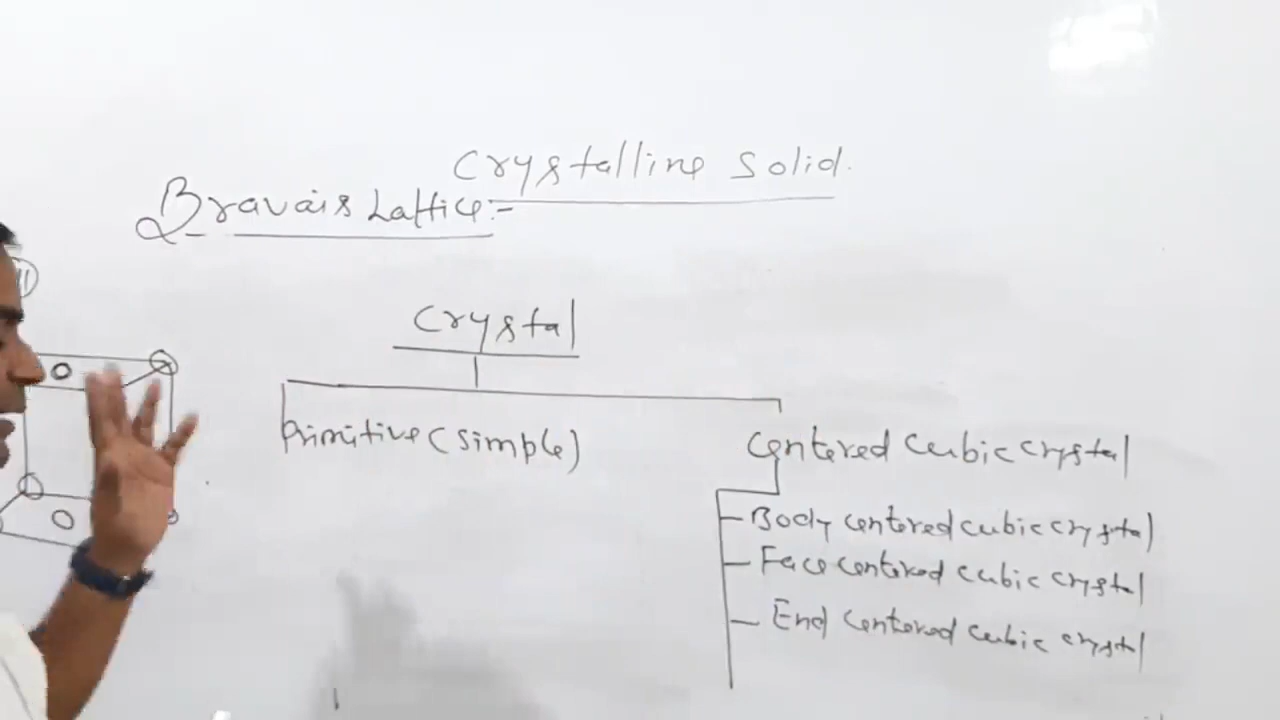 Crystalline Solid.
Bravais Lattice:-
Crystal
Primitive (simple)
Centered cubic crystal
Body centered cubic crystal
Face centered cubic crystal
End centered cubic crystal